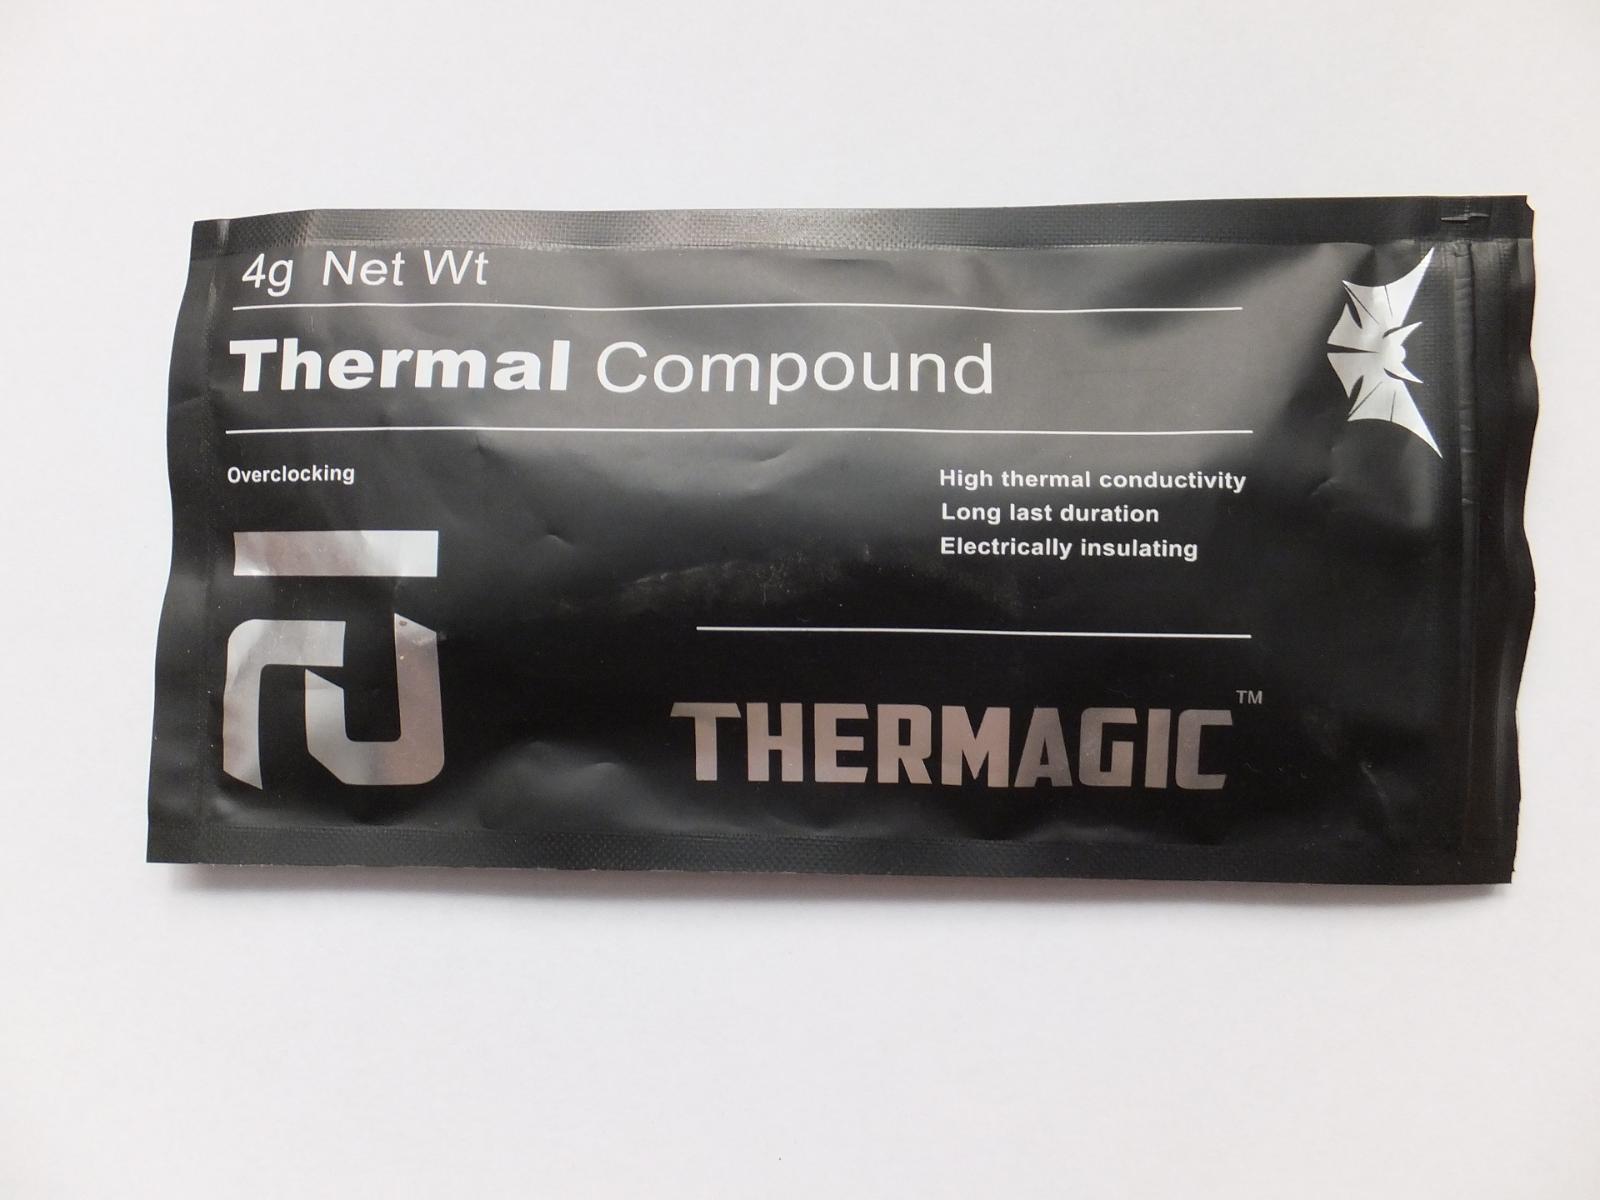 4g Net Wt
Thermal Compound
Overclocking
High thermal conductivity
Long last duration
Electrically insulating
THERMAGIC™